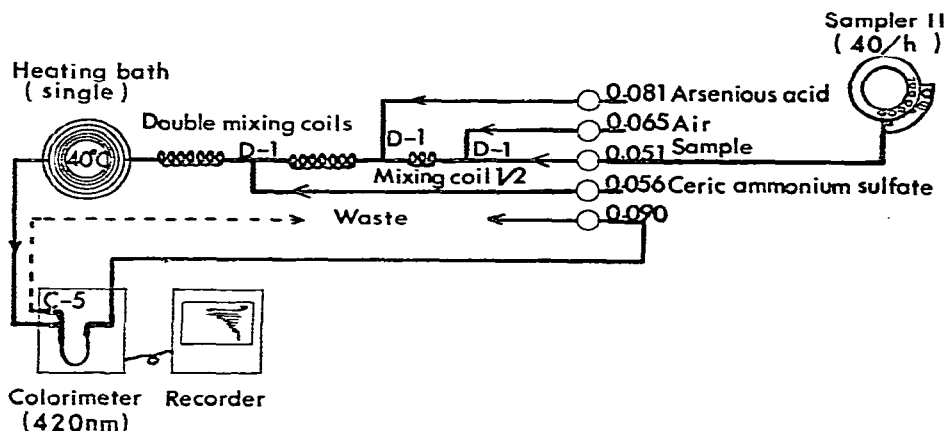 Sampler II
(40/h)
Heating bath
(single)
0.081 Arsenious acid
Double mixing coils
0.065 Air
D-1
D-1
D-1
40°C
0.051 Sample
Mixing coil 1/2
0.056 Ceric ammonium sulfate
Waste
0.090
C-5
Colorimeter
(420nm)
Recorder